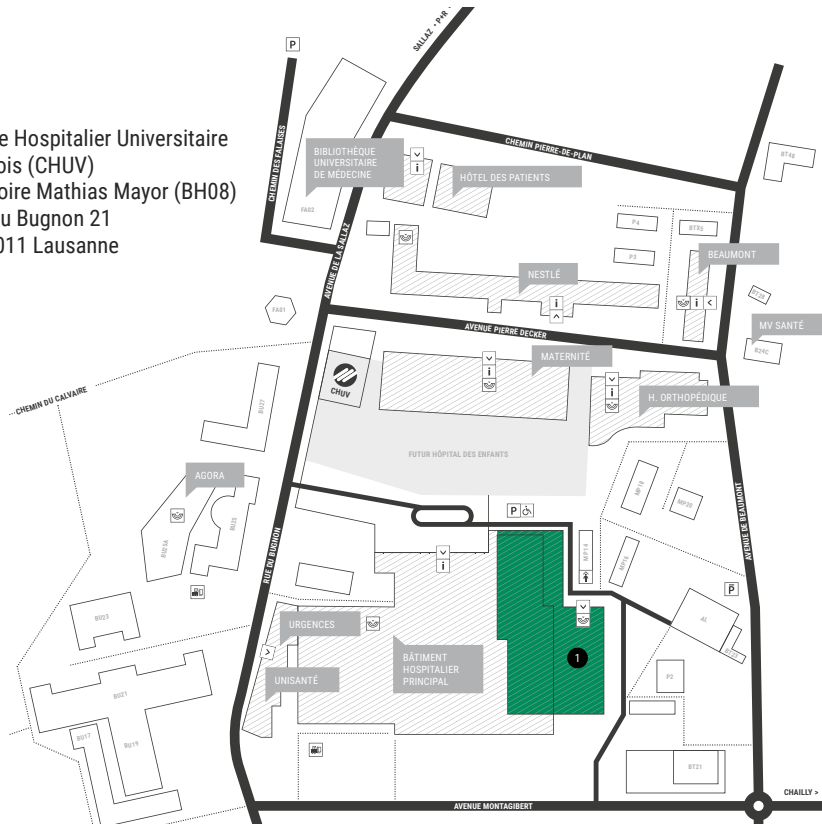 e Hospitalier Universitaire
ois (CHUV)
oire Mathias Mayor (BH08)
u Bugnon 21
011 Lausanne
P
SALLAZ • P+R •
CHEMIN DES FALAISES
CHEMIN PIERRE-DE-PLAN
BT48
BIBLIOTHÈQUE
UNIVERSITAIRE
DE MÉDECINE
i
HÔTEL DES PATIENTS
FA02
AVENUE DE LA SALLAZ
P4
P3
NESTLÉ
i
BEAUMONT
i
FA01
AVENUE PIERRE DECKER
MV SANTÉ
CHUV
MATERNITÉ
i
i
H. ORTHOPÉDIQUE
CHEMIN DU CALVAIRE
BU27
FUTUR HÔPITAL DES ENFANTS
AGORA
BU25A
BU25
RUE DU BUGNON
P
MP19
MP20
MP14
MP16
AVENUE DE BEAUMONT
P
i
BU23
URGENCES
UNISANTÉ
BÂTIMENT
HOSPITALIER
PRINCIPAL
1
AL
P2
BU21
BU19
BU17
BT21
CHAILLY >
AVENUE MONTAGIBERT